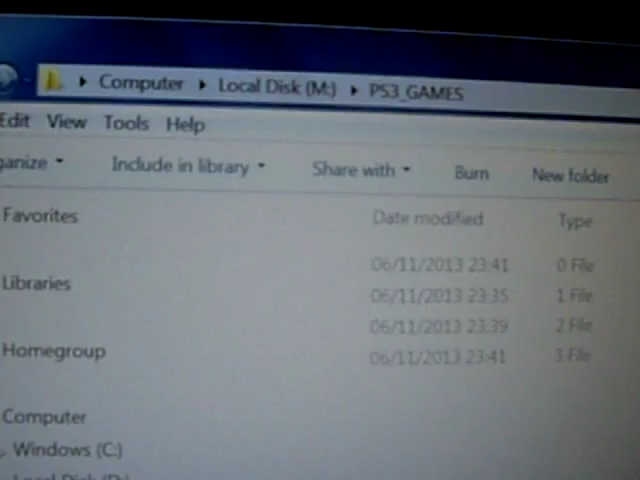 Computer Local Disk (M:) PS3_GAMES
Edit View Tools Help
ganize Include in library Share with Burn New folder
Favorites Date modified Type
06/11/2013 23:41 0 File
Libraries 06/11/2013 23:35 1 File
06/11/2013 23:39 2 File
Homegroup 06/11/2013 23:41 3 File
Computer
Windows (C:)
Local Disk (D:)